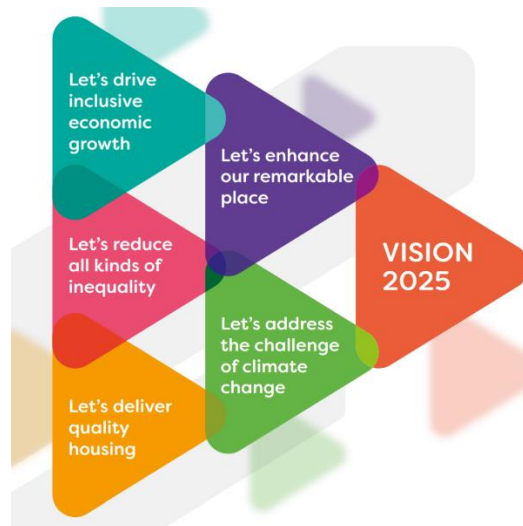 Let's drive
inclusive
economic
growth
Let's enhance
our remarkable
place
Let's reduce
all kinds of
inequality
VISION
2025
Let's address
the challenge
of climate
change
Let's deliver
quality
housing